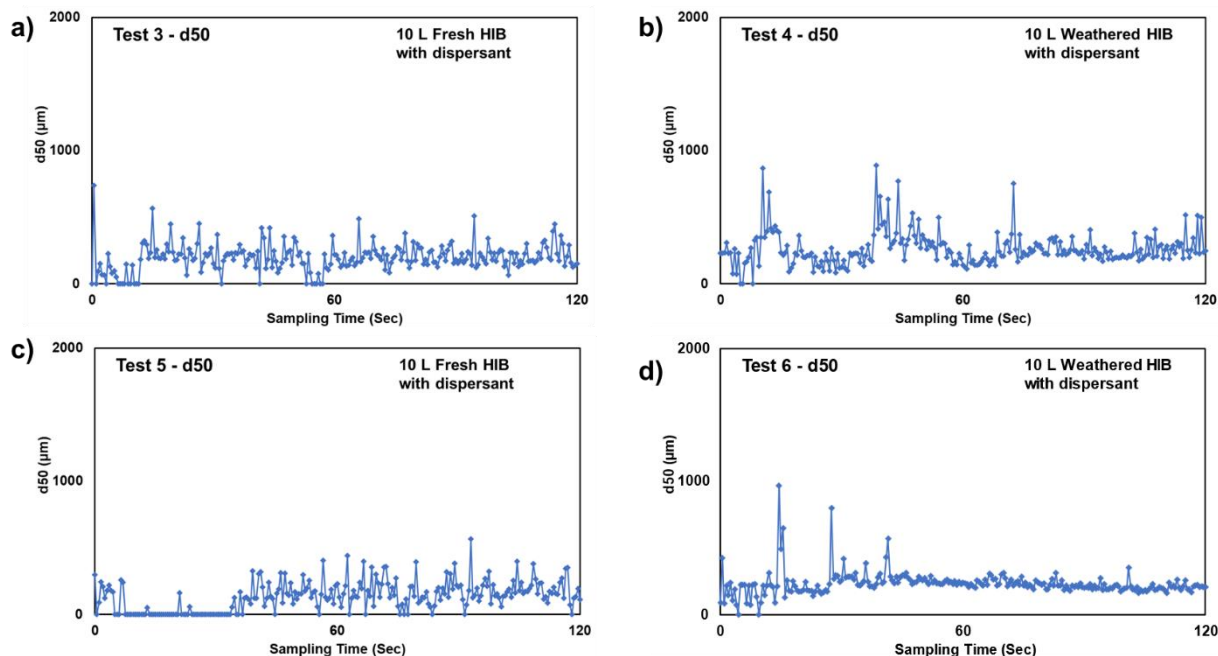 a)
Test 3 - d50
10 L Fresh HIB
with dispersant
2000
1000
0
d50 (µm)
0
60
120
Sampling Time (Sec)
b)
Test 4 - d50
10 L Weathered HIB
with dispersant
2000
1000
0
d50 (µm)
0
60
120
Sampling Time (Sec)
c)
Test 5 - d50
10 L Fresh HIB
with dispersant
2000
1000
0
d50 (µm)
0
60
120
Sampling Time (Sec)
d)
Test 6 - d50
10 L Weathered HIB
with dispersant
2000
1000
0
d50 (µm)
0
60
120
Sampling Time (Sec)